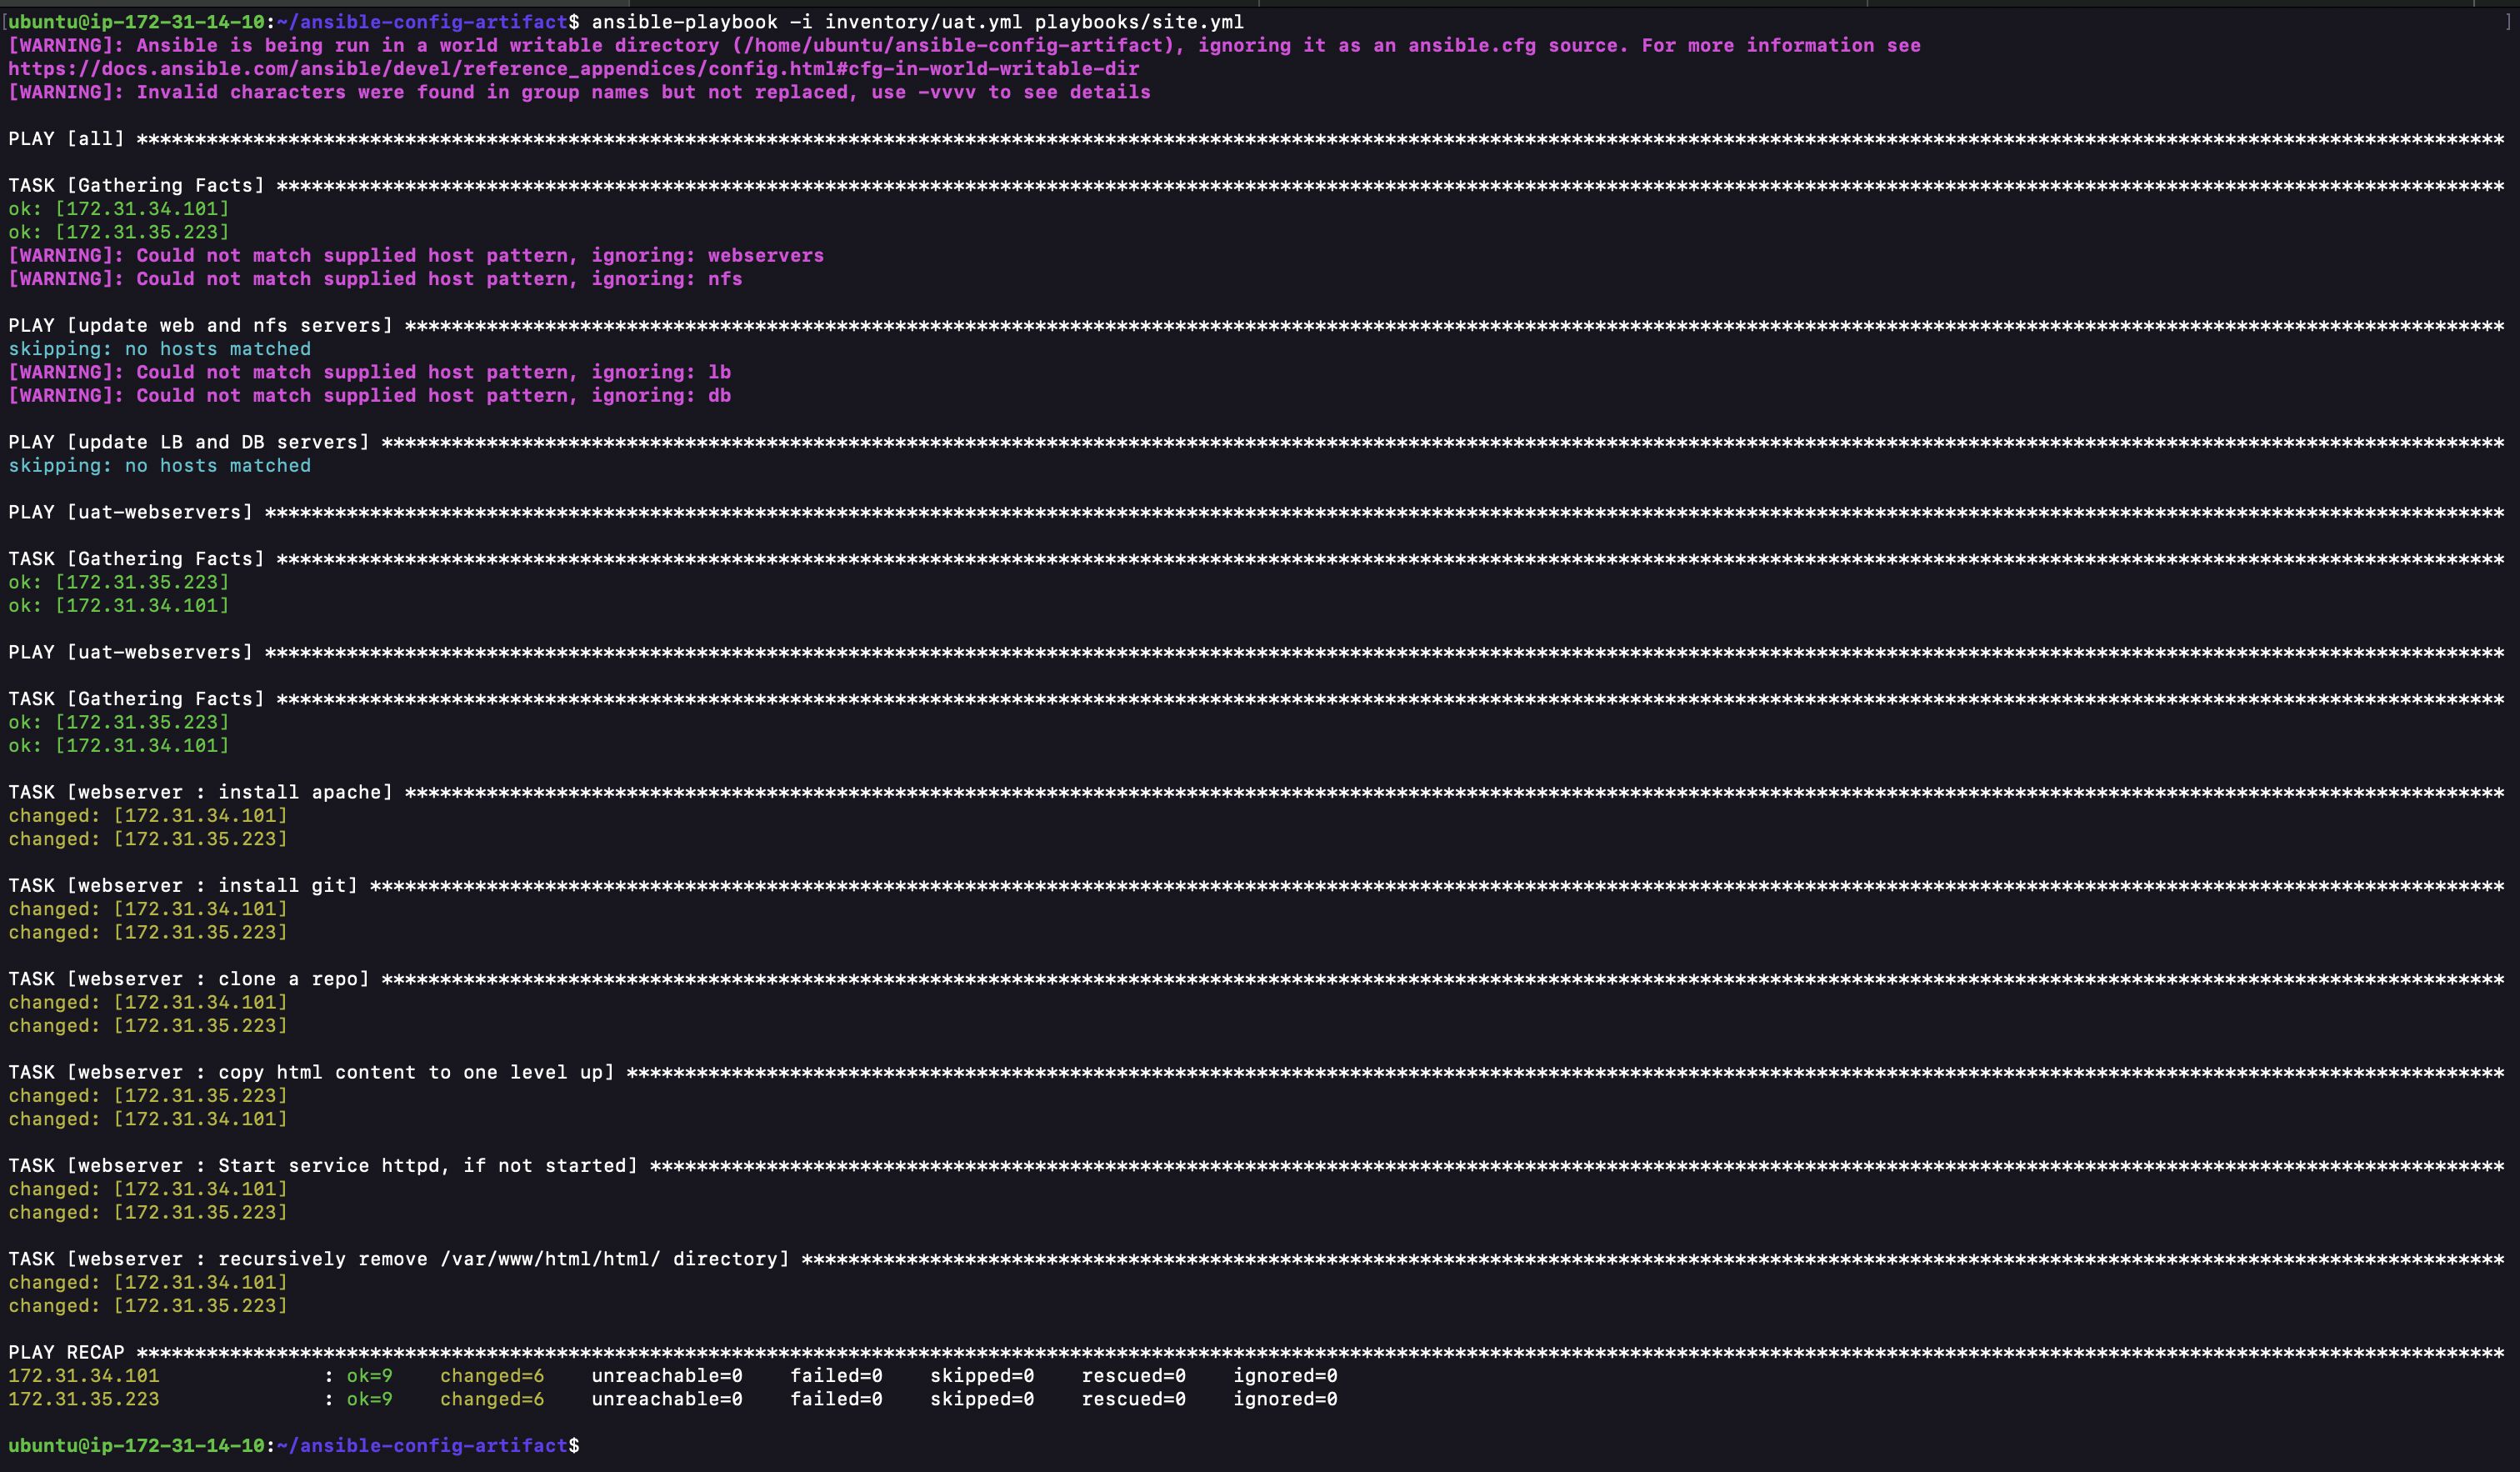 [ubuntu@ip-172-31-14-10:~/ansible-config-artifact$ ansible-playbook -i inventory/uat.yml playbooks/site.yml ]
[WARNING]: Ansible is being run in a world writable directory (/home/ubuntu/ansible-config-artifact), ignoring it as an ansible.cfg source. For more information see
https://docs.ansible.com/ansible/devel/reference_appendices/config.html#cfg-in-world-writable-dir
[WARNING]: Invalid characters were found in group names but not replaced, use -vvvv to see details
PLAY [all] ***********************************************************************************************************
TASK [Gathering Facts] ***********************************************************************************************************
ok: [172.31.34.101]
ok: [172.31.35.223]
[WARNING]: Could not match supplied host pattern, ignoring: webservers
[WARNING]: Could not match supplied host pattern, ignoring: nfs
PLAY [update web and nfs servers] ***********************************************************************************************************
skipping: no hosts matched
[WARNING]: Could not match supplied host pattern, ignoring: lb
[WARNING]: Could not match supplied host pattern, ignoring: db
PLAY [update LB and DB servers] ***********************************************************************************************************
skipping: no hosts matched
PLAY [uat-webservers] ***********************************************************************************************************
TASK [Gathering Facts] ***********************************************************************************************************
ok: [172.31.35.223]
ok: [172.31.34.101]
PLAY [uat-webservers] ***********************************************************************************************************
TASK [Gathering Facts] ***********************************************************************************************************
ok: [172.31.35.223]
ok: [172.31.34.101]
TASK [webserver : install apache] ***********************************************************************************************************
changed: [172.31.34.101]
changed: [172.31.35.223]
TASK [webserver : install git] ***********************************************************************************************************
changed: [172.31.34.101]
changed: [172.31.35.223]
TASK [webserver : clone a repo] ***********************************************************************************************************
changed: [172.31.34.101]
changed: [172.31.35.223]
TASK [webserver : copy html content to one level up] ***********************************************************************************************************
changed: [172.31.35.223]
changed: [172.31.34.101]
TASK [webserver : Start service httpd, if not started] ***********************************************************************************************************
changed: [172.31.34.101]
changed: [172.31.35.223]
TASK [webserver : recursively remove /var/www/html/html/ directory] ***********************************************************************************************************
changed: [172.31.34.101]
changed: [172.31.35.223]
PLAY RECAP ***********************************************************************************************************
172.31.34.101 : ok=9 changed=6 unreachable=0 failed=0 skipped=0 rescued=0 ignored=0
172.31.35.223 : ok=9 changed=6 unreachable=0 failed=0 skipped=0 rescued=0 ignored=0
ubuntu@ip-172-31-14-10:~/ansible-config-artifact$